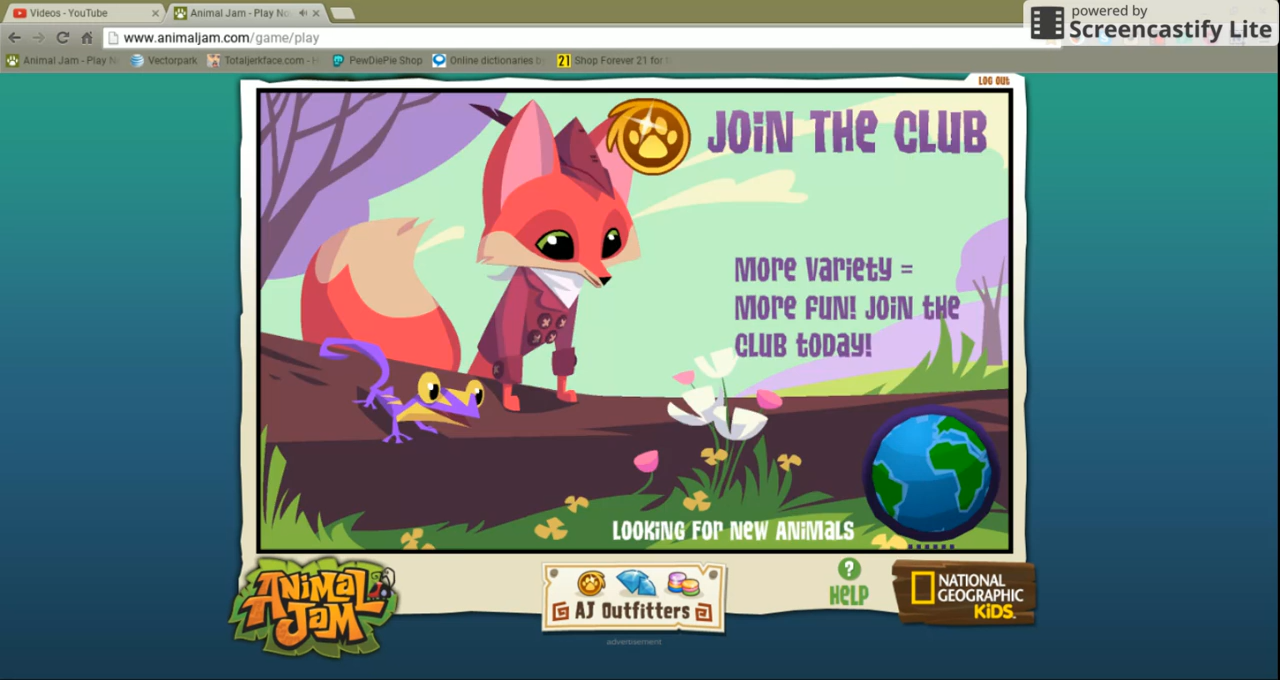 Videos - YouTube
Animal Jam - Play No
powered by
Screencastify Lite
www.animaljam.com/game/play
Animal Jam - Play N
Vectorpark
Totaljerkface.com - H
PewDiePie Shop
Online dictionaries by
21
Shop Forever 21 for t
LOG OUT
JOIN THE CLUB
MORE VARIETY =
MORE FUN! JOIN THE
CLUB TODAY!
LOOKING FOR NEW ANIMALS
ANIMAL
JAM
AJ Outfitters
advertisement
?
HELP
NATIONAL
GEOGRAPHIC
KiDS